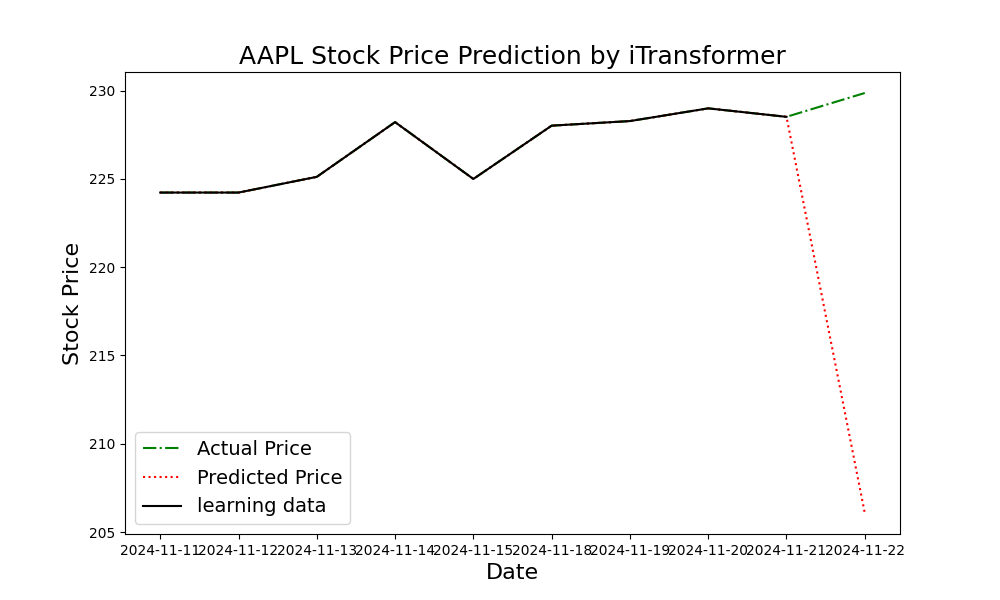 AAPL Stock Price Prediction by iTransformer
Stock Price
230
225
220
215
210
205
Actual Price
Predicted Price
learning data
2024-11-11 2024-11-12 2024-11-13 2024-11-14 2024-11-15 2024-11-18 2024-11-19 2024-11-20 2024-11-21 2024-11-22
Date